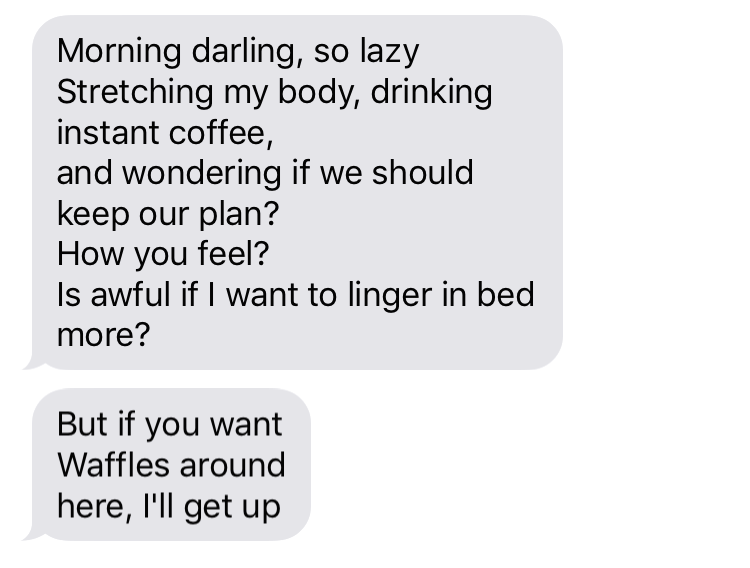 Morning darling, so lazy
Stretching my body, drinking
instant coffee,
and wondering if we should
keep our plan?
How you feel?
Is awful if I want to linger in bed
more?
But if you want
Waffles around
here, I'll get up